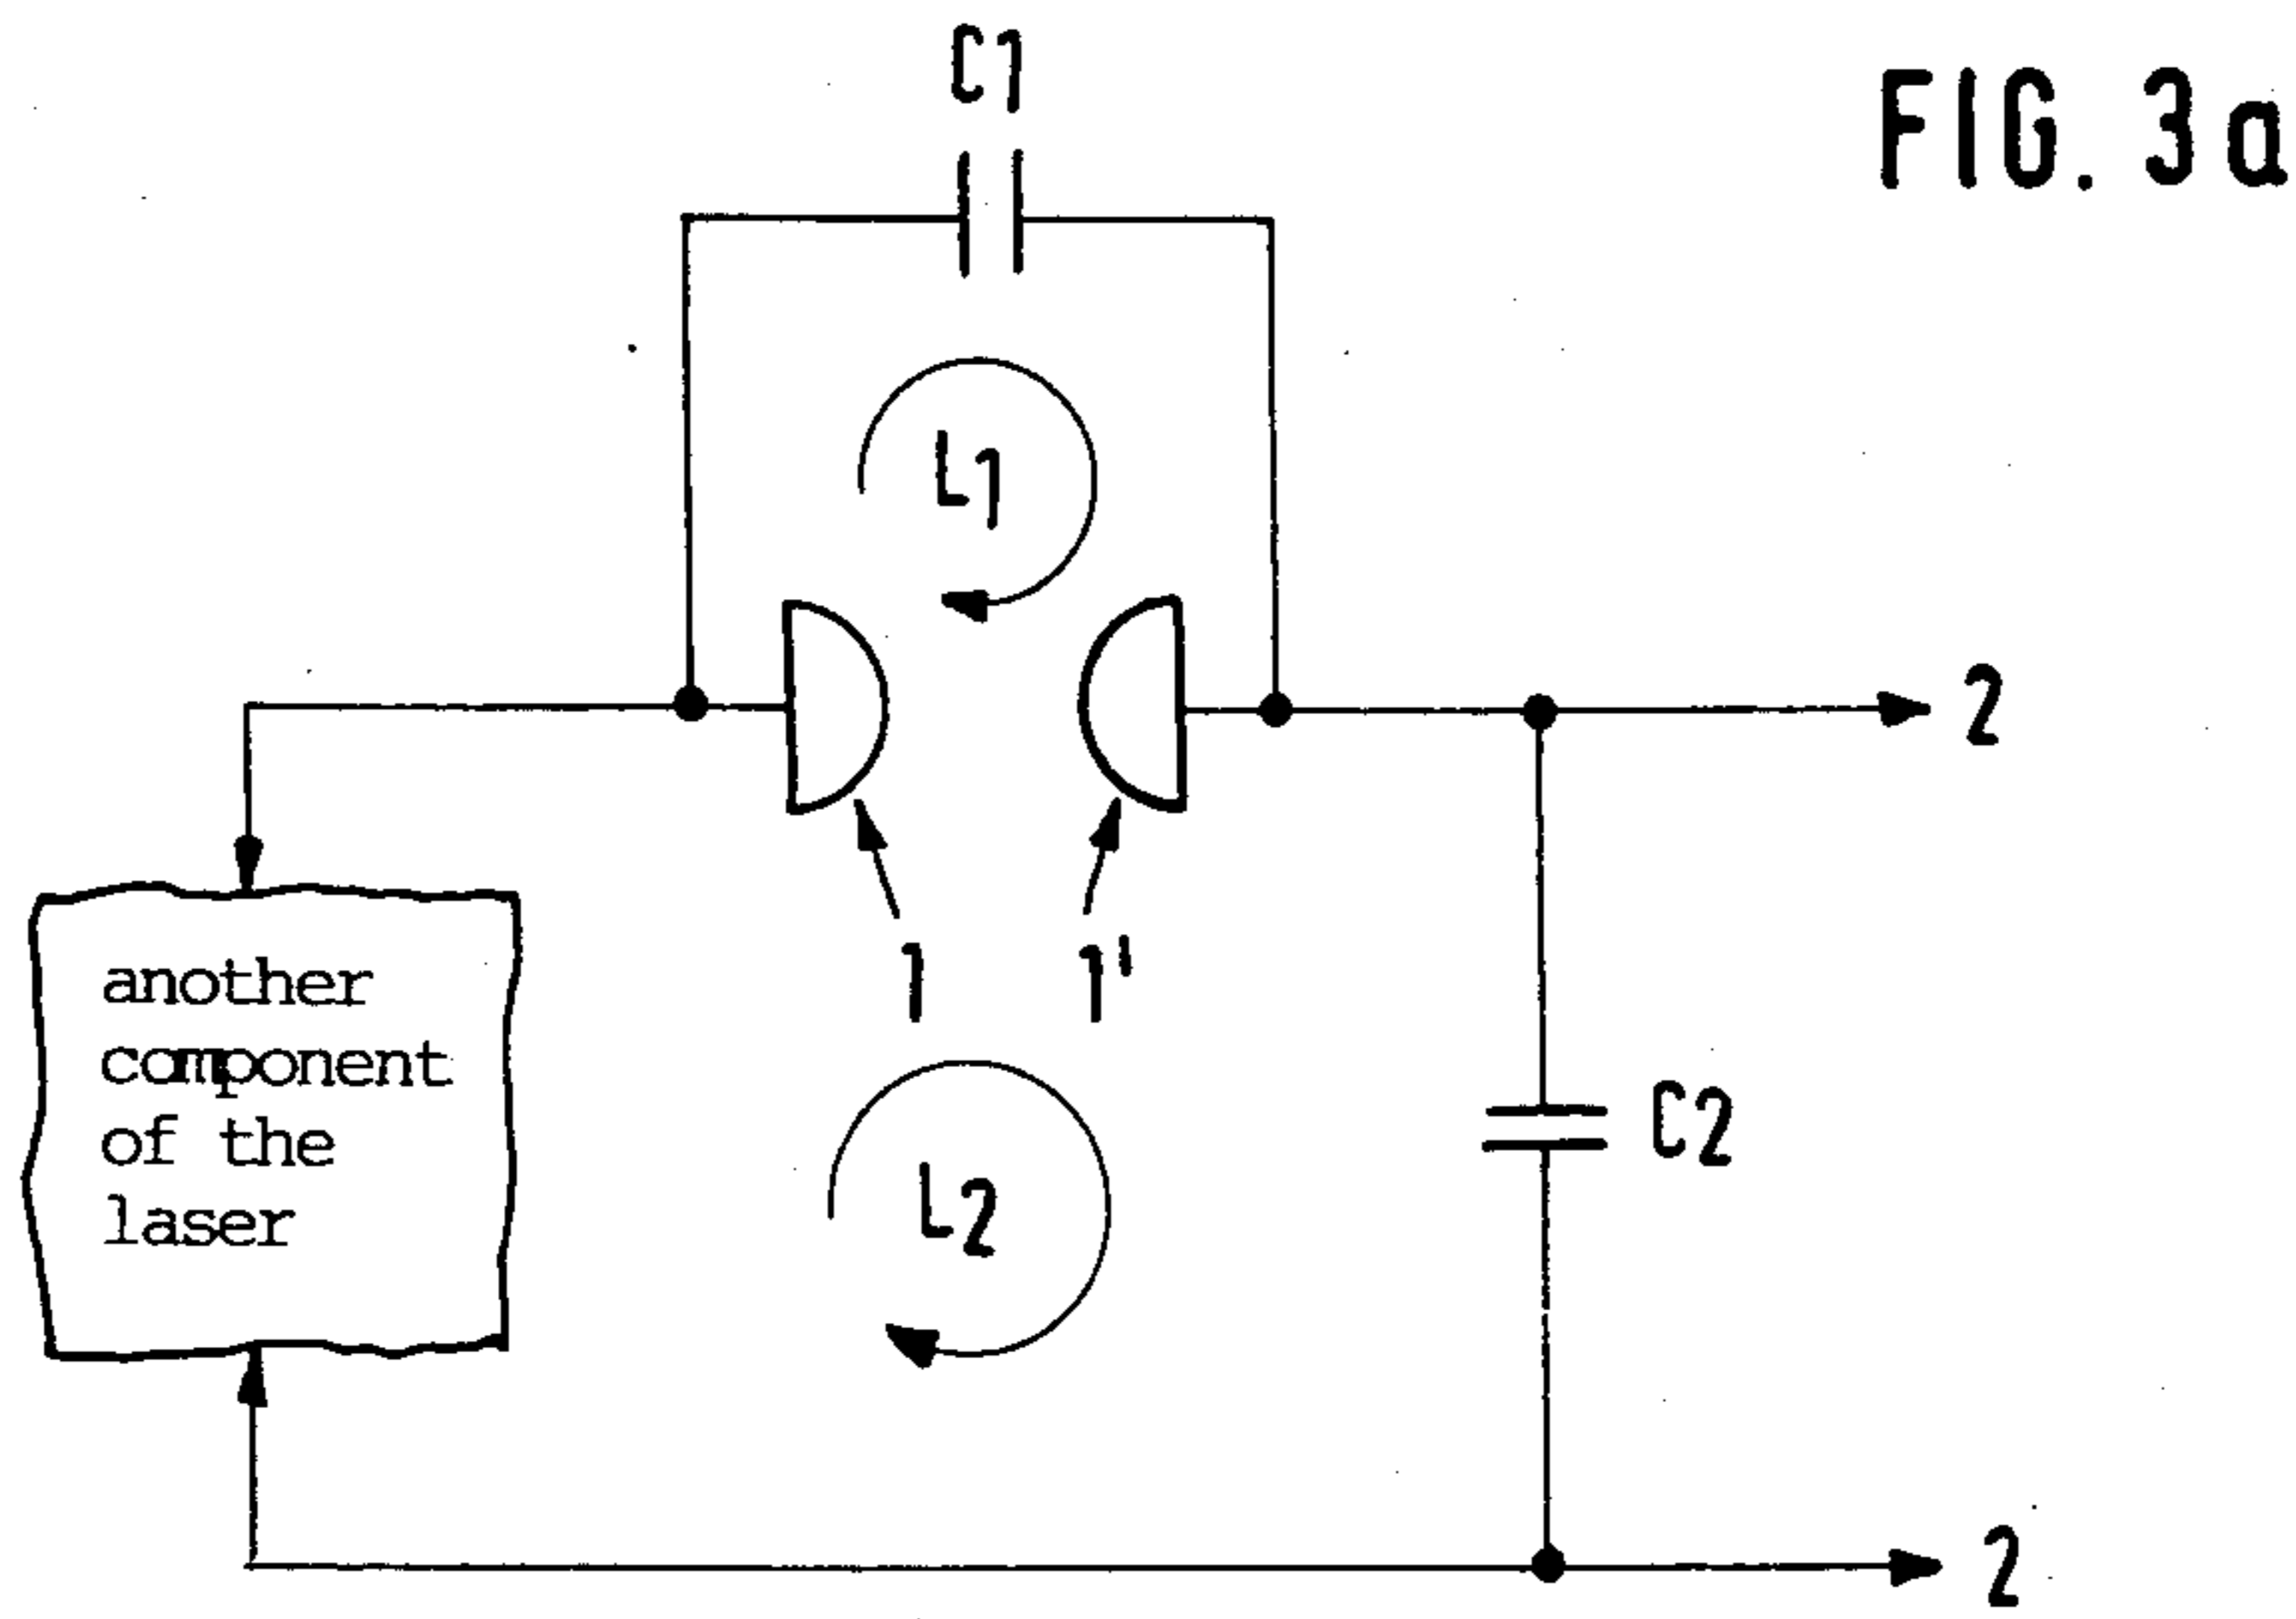 C1
FIG. 3a
L1
2
1
1'
another
component
of the
laser
C2
L2
2